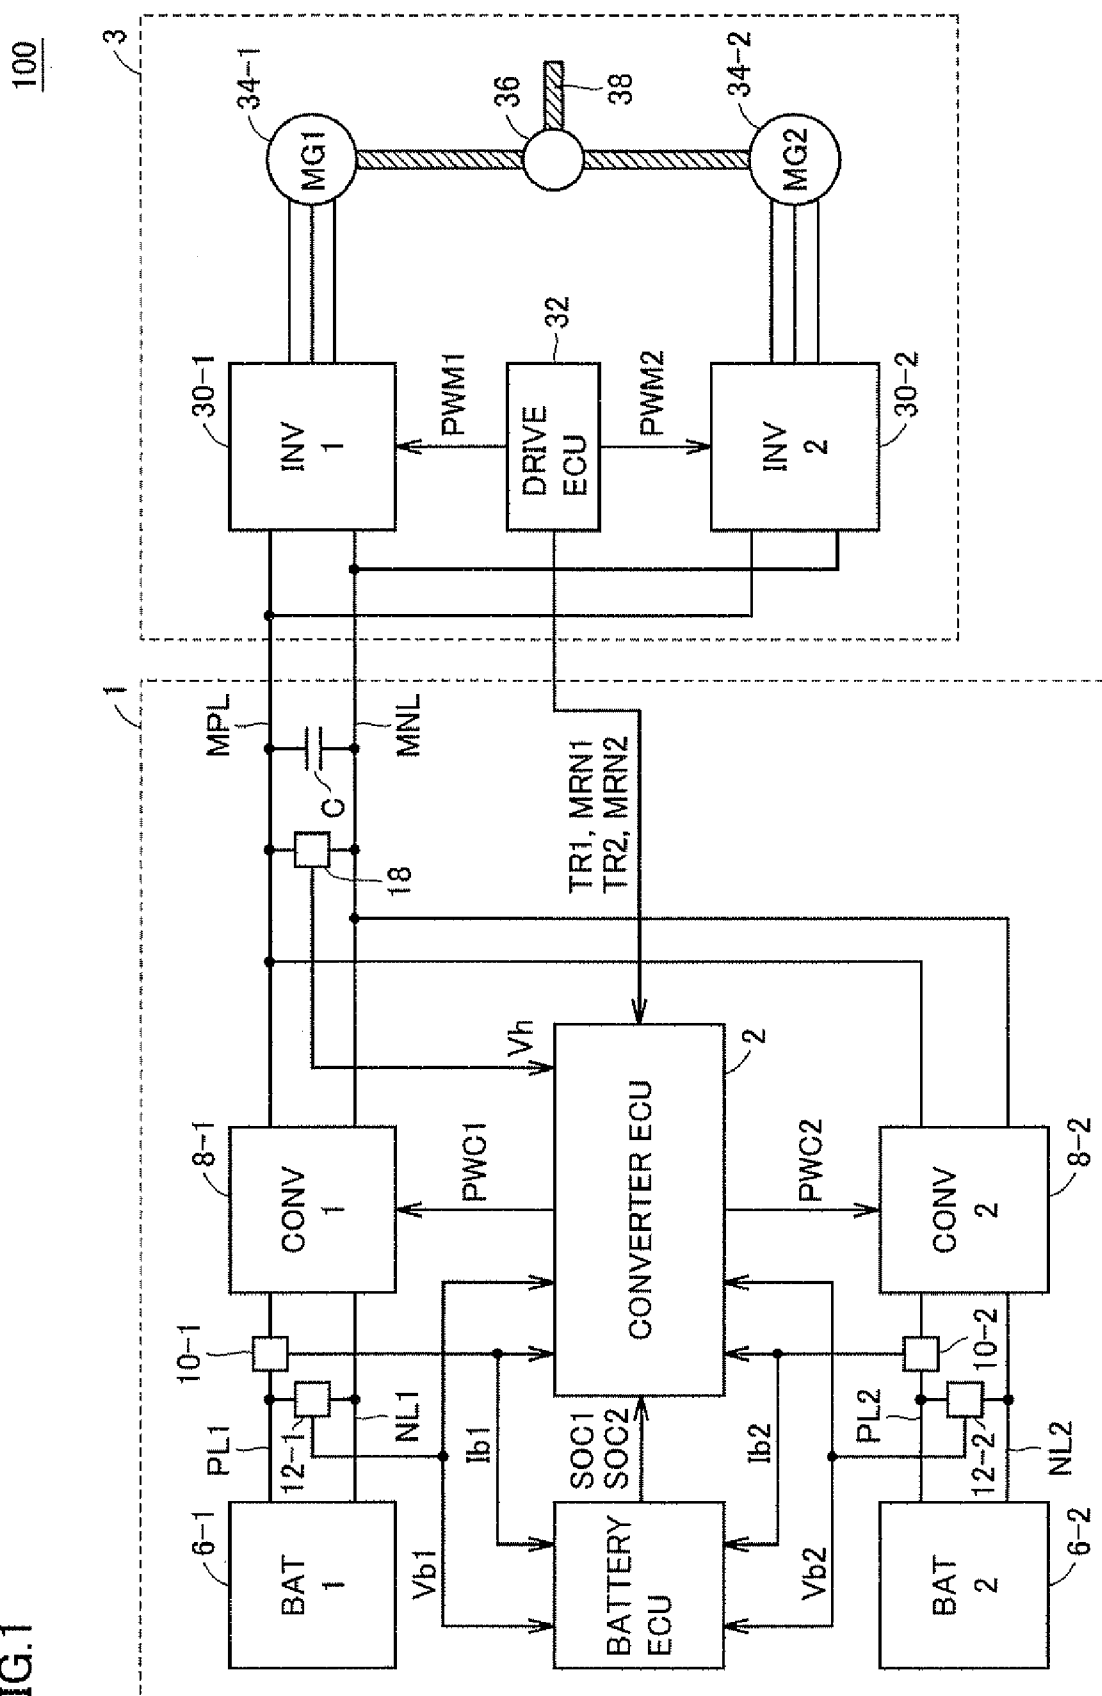 FIG.1
100
3
34-1
MG1
36
38
34-2
MG2
30-1
INV
1
PWM1
32
DRIVE
ECU
PWM2
INV
2
30-2
1
MPL
MNL
C
18
TR1, MRN1
TR2, MRN2
Vh
8-1
CONV
1
PWC1
CONVERTER ECU
2
PWC2
CONV
2
8-2
10-1
PL1
12-1
NL1
Ib1
SOC1
SOC2
Ib2
PL2
10-2
12-2
NL2
6-1
BAT
1
Vb1
BATTERY
ECU
Vb2
BAT
2
6-2